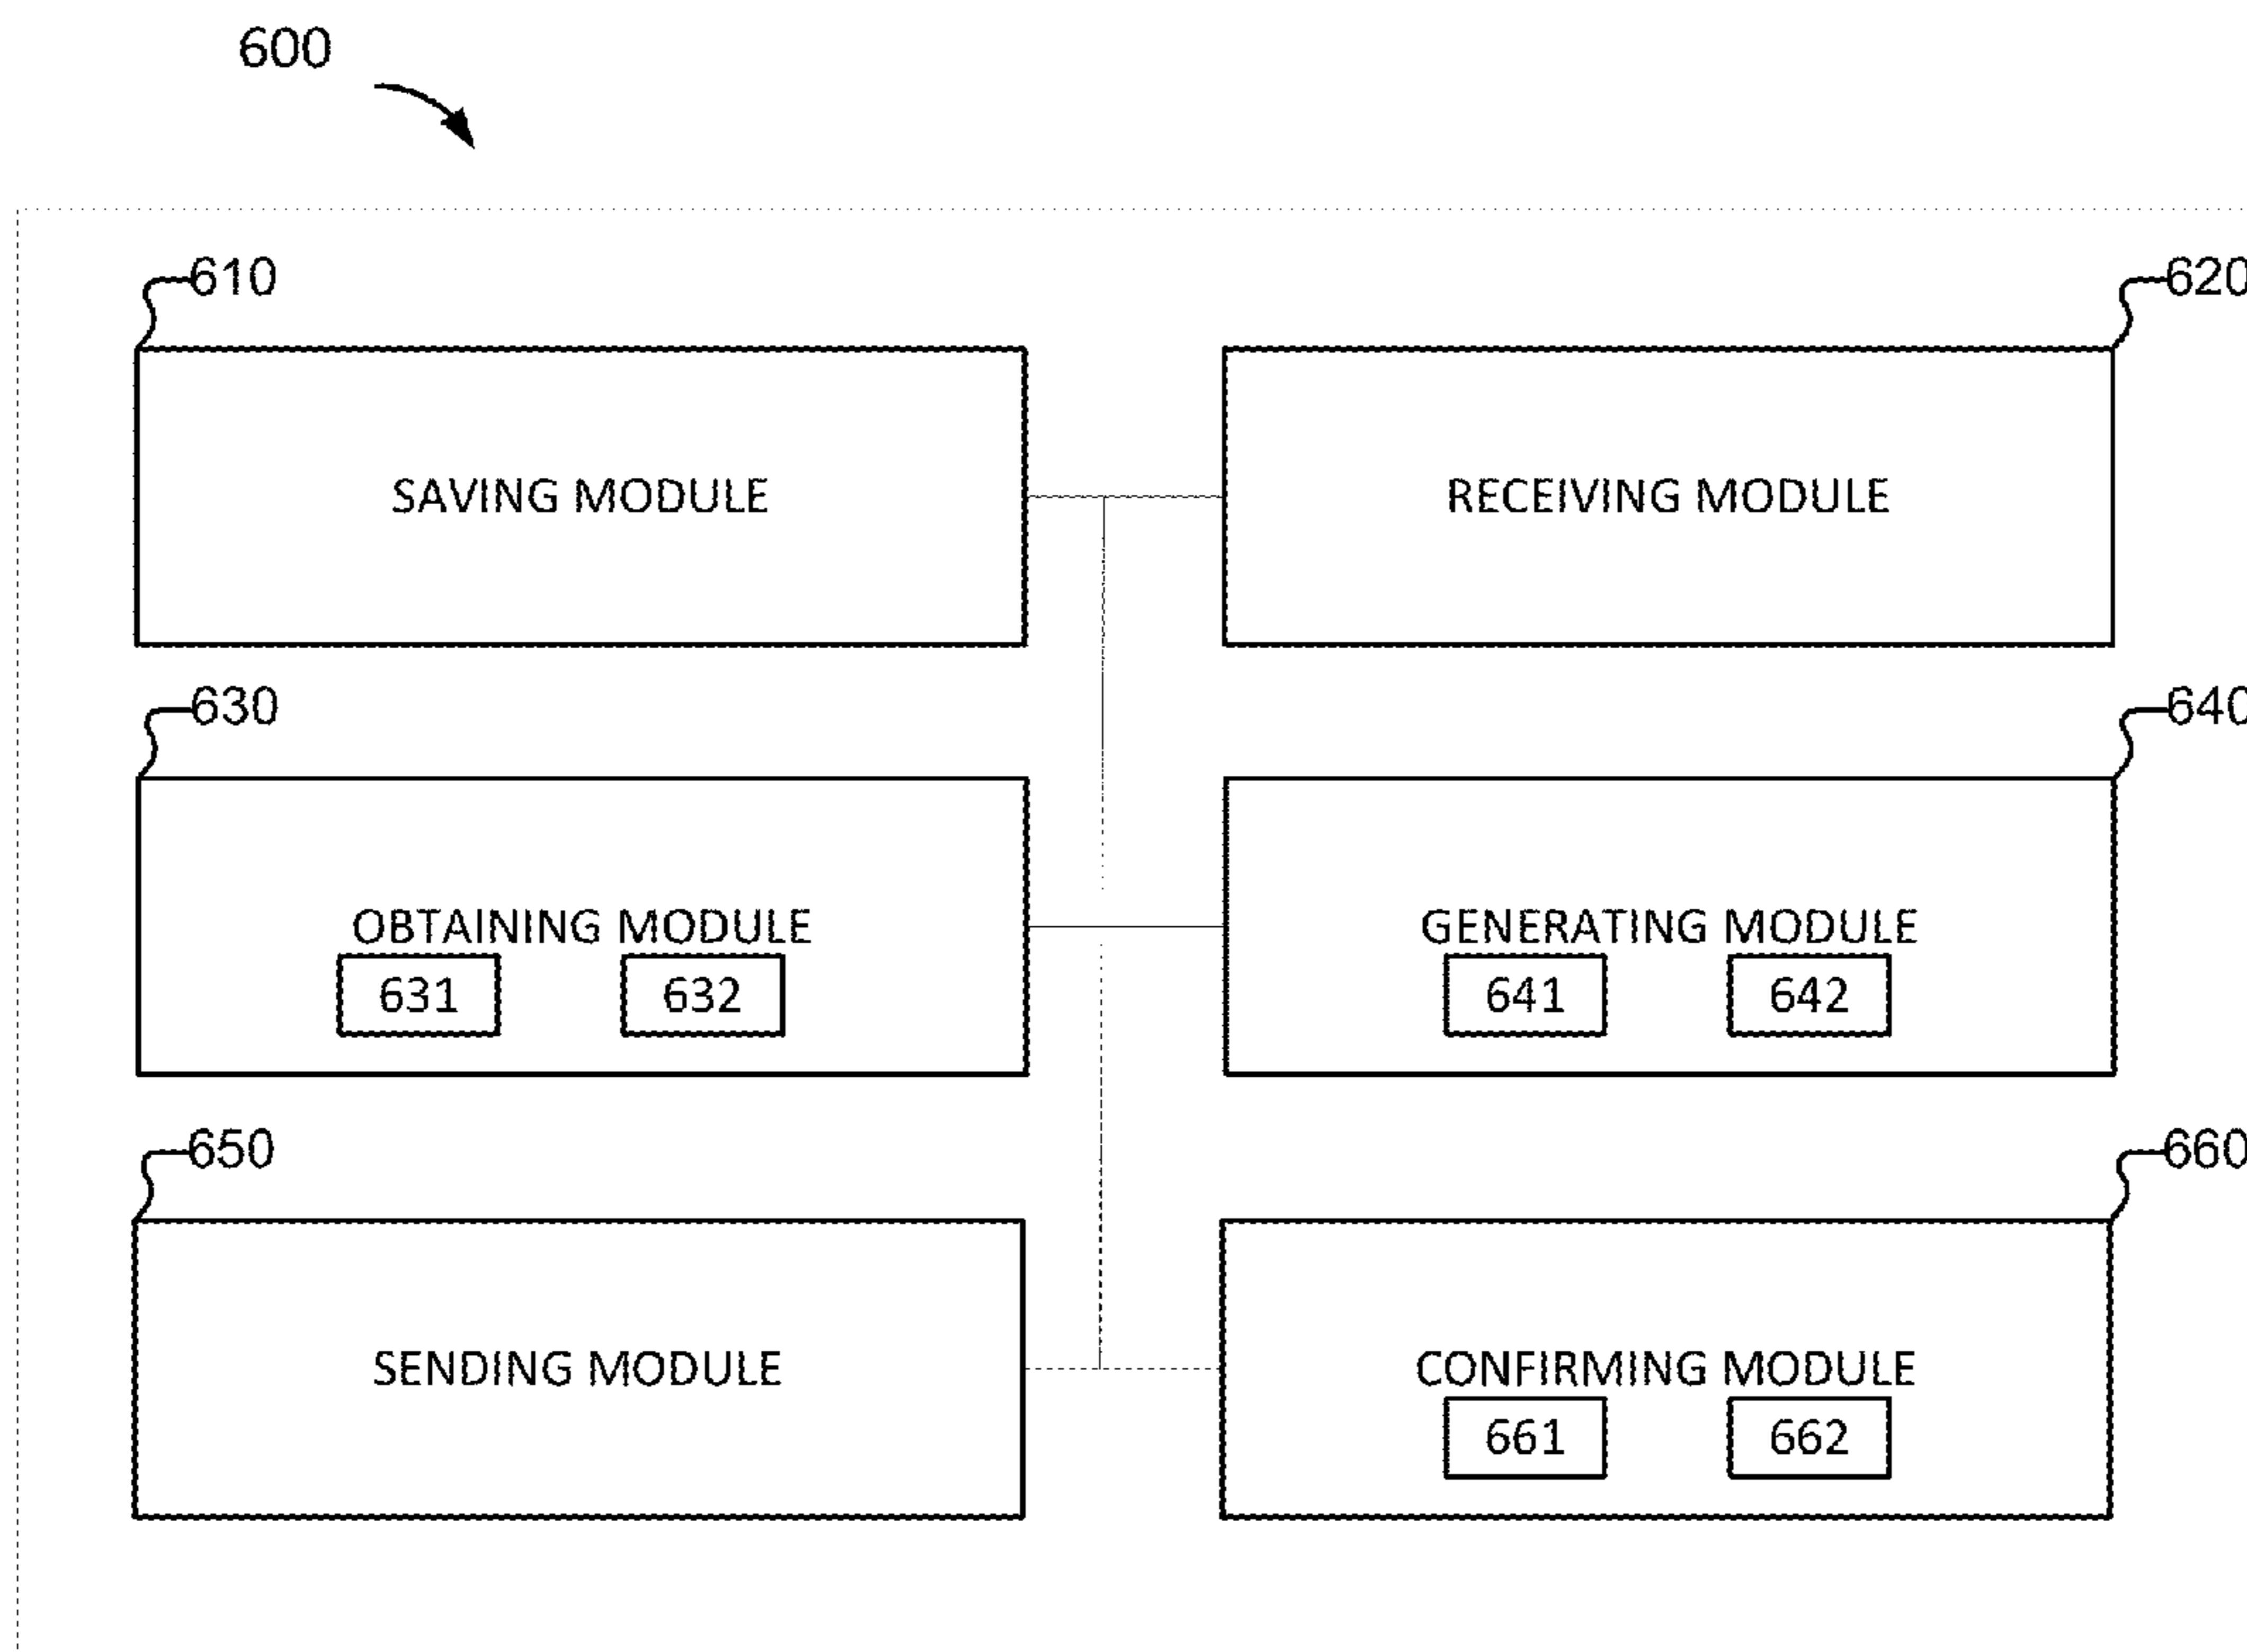 600
610
620
SAVING MODULE
RECEIVING MODULE
630
640
OBTAINING MODULE
GENERATING MODULE
631
632
641
642
650
660
SENDING MODULE
CONFIRMING MODULE
661
662